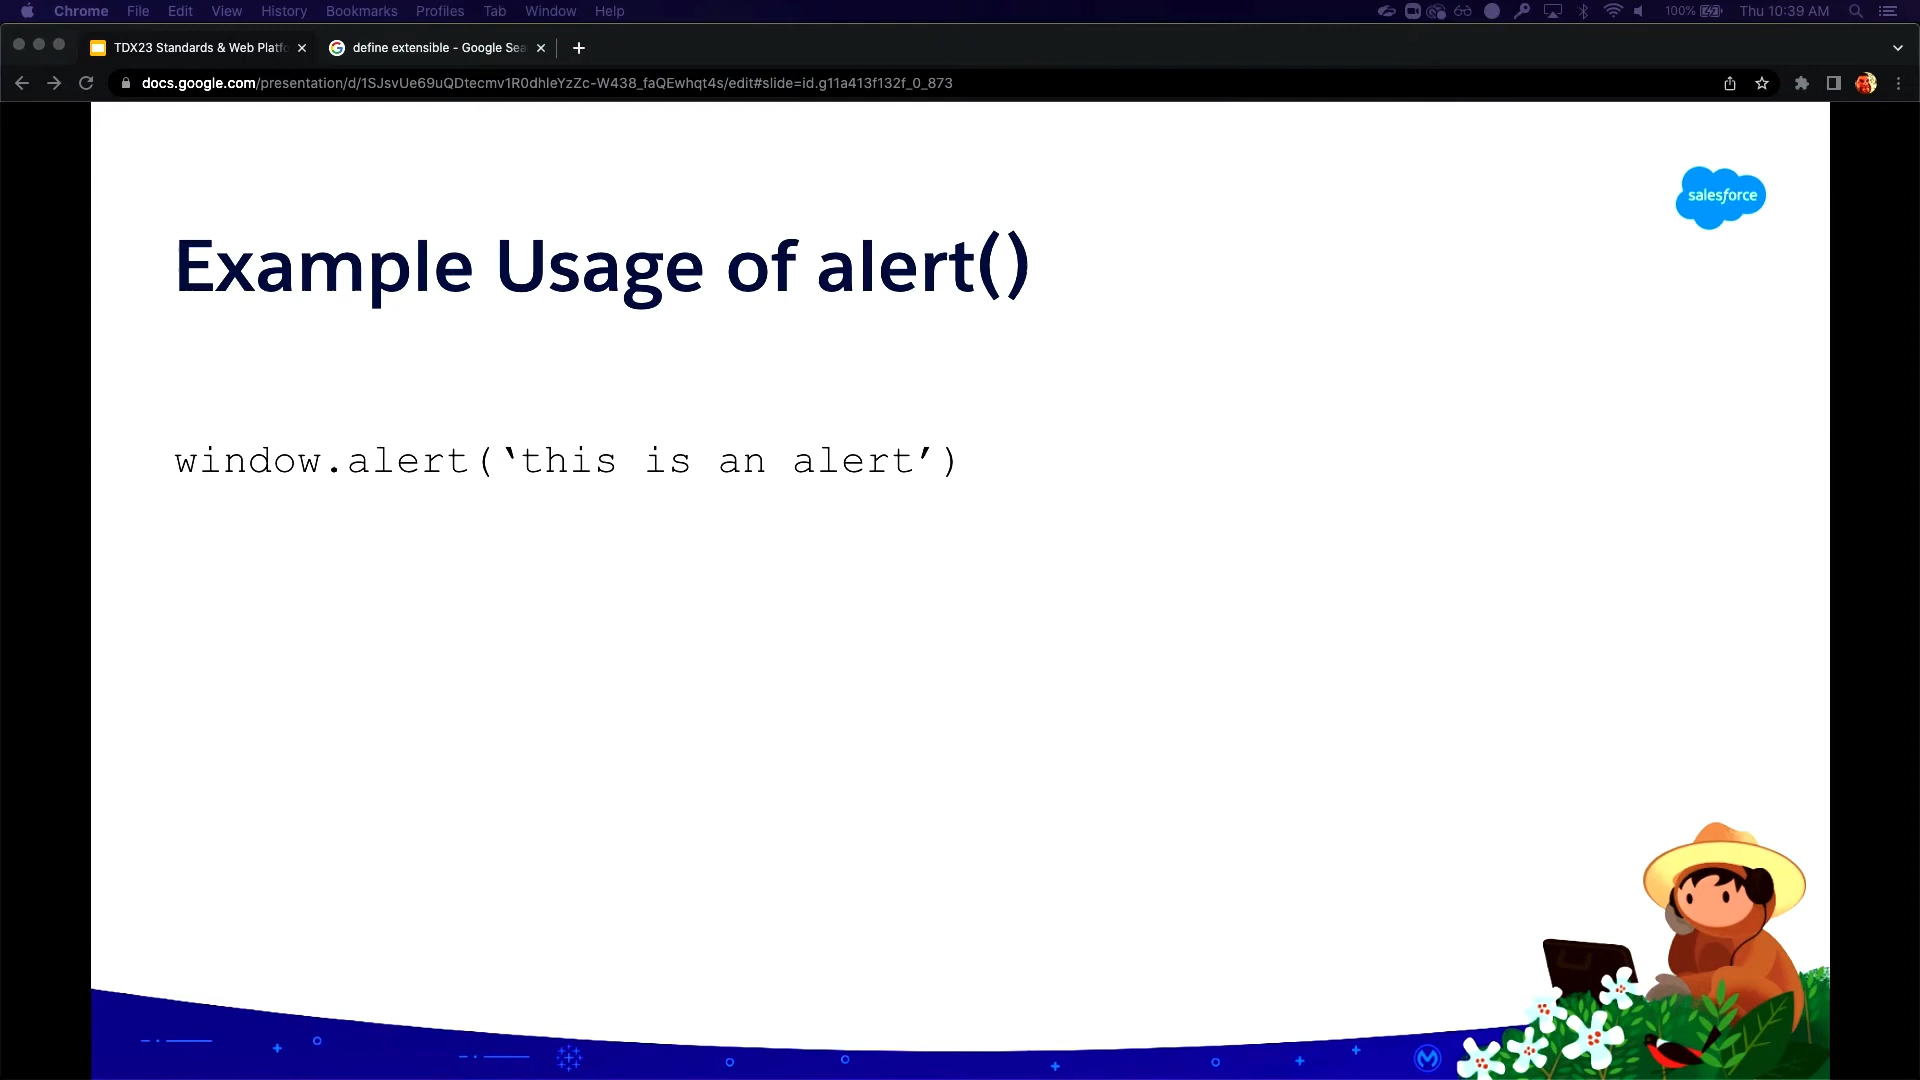 Chrome File Edit View History Bookmarks Profiles Tab Window Help 100% Thu 10:39 AM
TDX23 Standards & Web Platfo define extensible - Google Sea
docs.google.com/presentation/d/1SJsvUe69uQDtecmv1R0dhleYzZc-W438_faQEwhqt4s/edit#slide=id.g11a413f132f_0_873
salesforce
Example Usage of alert()
window.alert(‛this is an alert’)